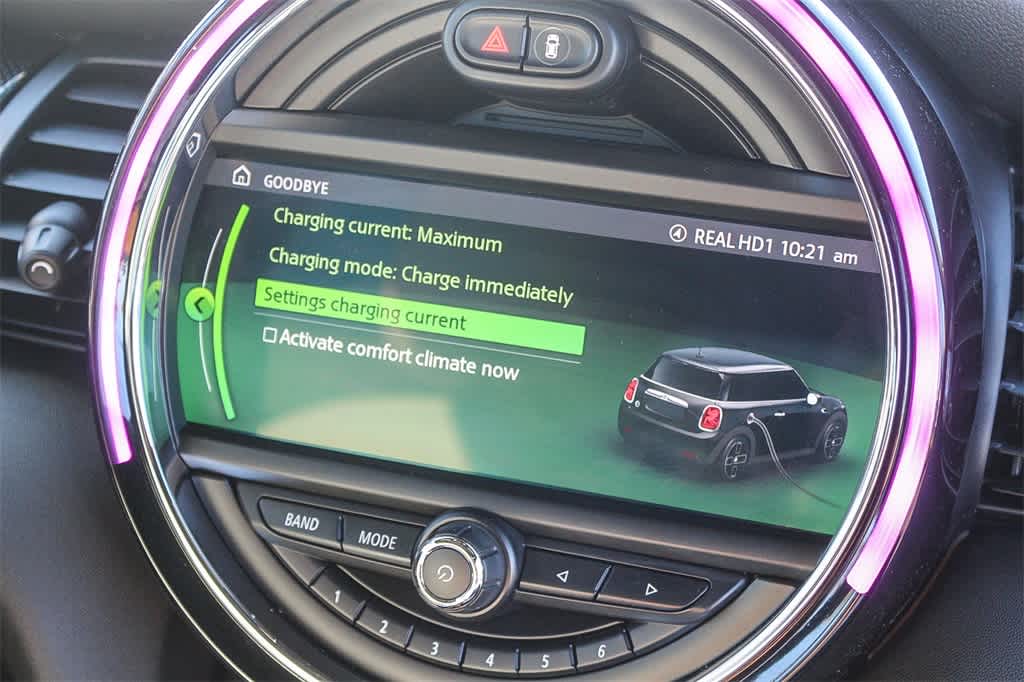 GOODBYE
REAL HD1 10:21 am
Charging current: Maximum
Charging mode: Charge immediately
Settings charging current
Activate comfort climate now
BAND MODE
1 2 3 4 5 6